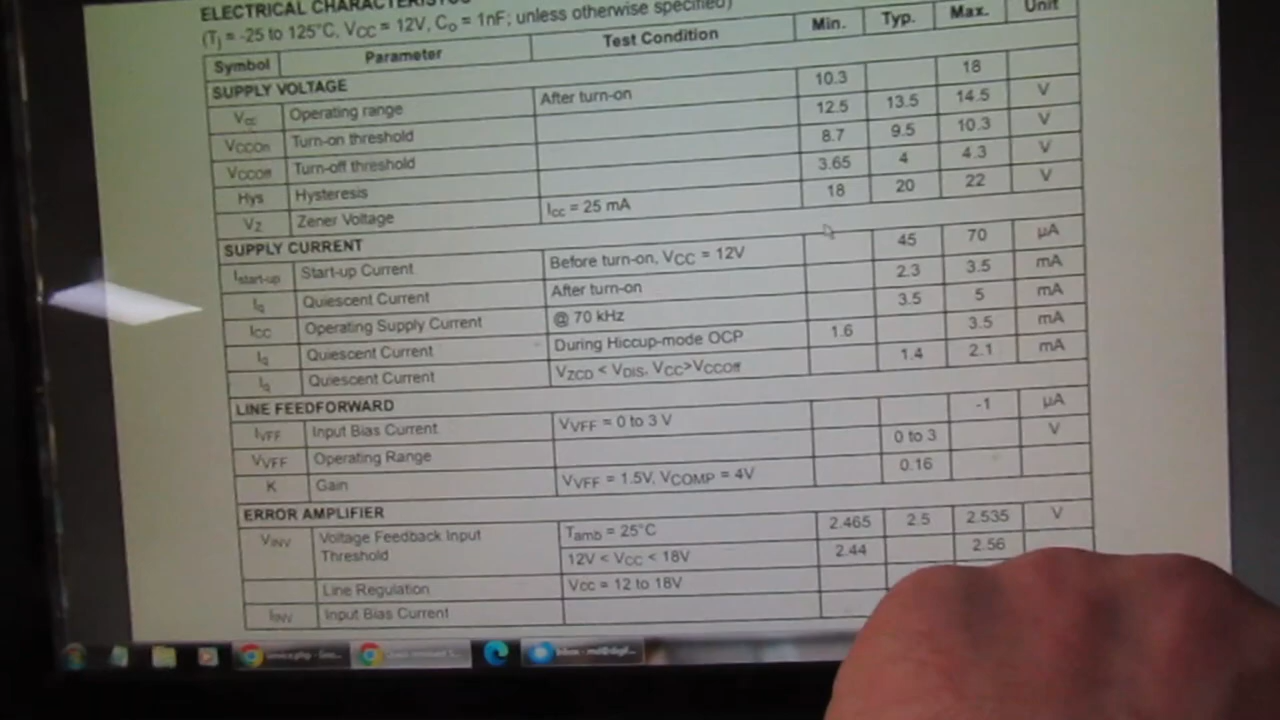 ELECTRICAL
(Tj = -25 to 125°C, VCC = 12V, Co = 1nF; unless otherwise specified)
Symbol Parameter Test Condition Min. Typ. Max. Unit
SUPPLY VOLTAGE
Vcc Operating range After turn-on 10.3 18 V
VCCOn Turn-on threshold 12.5 13.5 14.5 V
VCCOff Turn-off threshold 8.7 9.5 10.3 V
Hys Hysteresis 3.65 4 4.3 V
VZ Zener Voltage ICC = 25 mA 18 20 22
SUPPLY CURRENT
Istart-up Start-up Current Before turn-on, VCC = 12V 45 70 µA
Iq Quiescent Current After turn-on 2.3 3.5 mA
ICC Operating Supply Current @ 70 kHz 3.5 5 mA
Iq Quiescent Current During Hiccup-mode OCP 1.6 3.5 mA
Iq Quiescent Current VZCD < VDIS, VCC>VCCOff 1.4 2.1 mA
LINE FEEDFORWARD
IVFF Input Bias Current VVFF = 0 to 3 V -1 µA
VVFF Operating Range 0 to 3 V
K Gain VVFF = 1.5V, VCOMP = 4V 0.16
ERROR AMPLIFIER
VINV Voltage Feedback Input Threshold Tamb = 25°C 2.465 2.5 2.535 V
12V < VCC < 18V 2.44 2.56
Line Regulation Vcc = 12 to 18V
IINV Input Bias Current